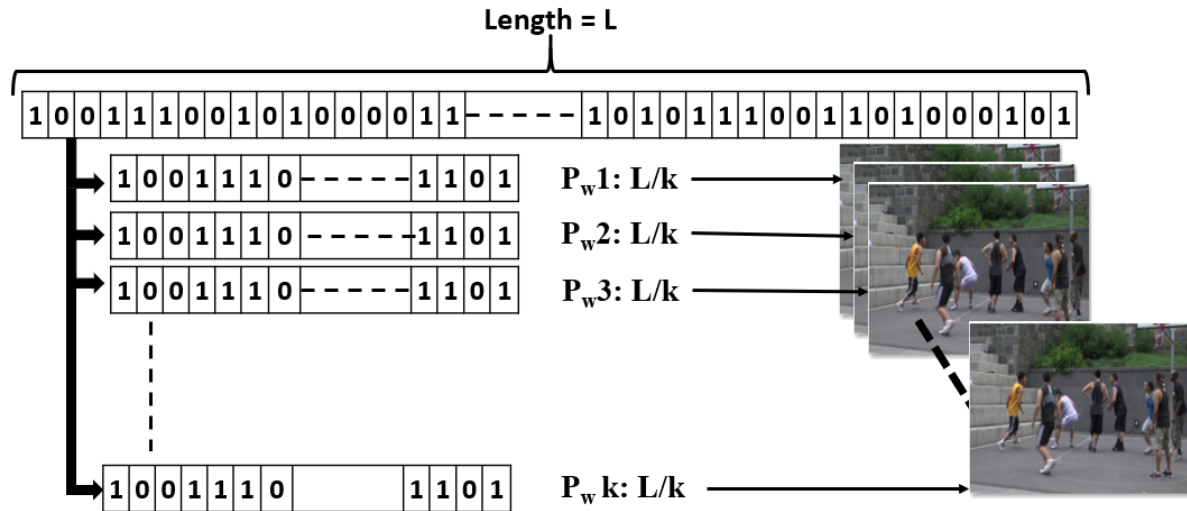 Length = L
1 0 0 1 1 1 0 0 1 0 1 0 0 0 0 1 1 ----- 1 0 1 0 1 1 1 0 0 1 1 0 1 0 0 0 1 0 1
1 0 0 1 1 1 0 ----- 1 1 0 1 Pw1: L/k
1 0 0 1 1 1 0 ----- 1 1 0 1 Pw2: L/k
1 0 0 1 1 1 0 ----- 1 1 0 1 Pw3: L/k
1 0 0 1 1 1 0 1 1 0 1 Pw k: L/k